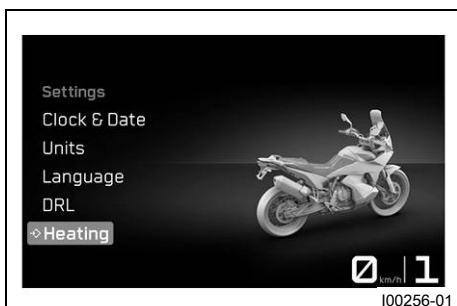 Settings
Clock & Date
Units
Language
DRL
Heating
0 km/h 1
I00256-01